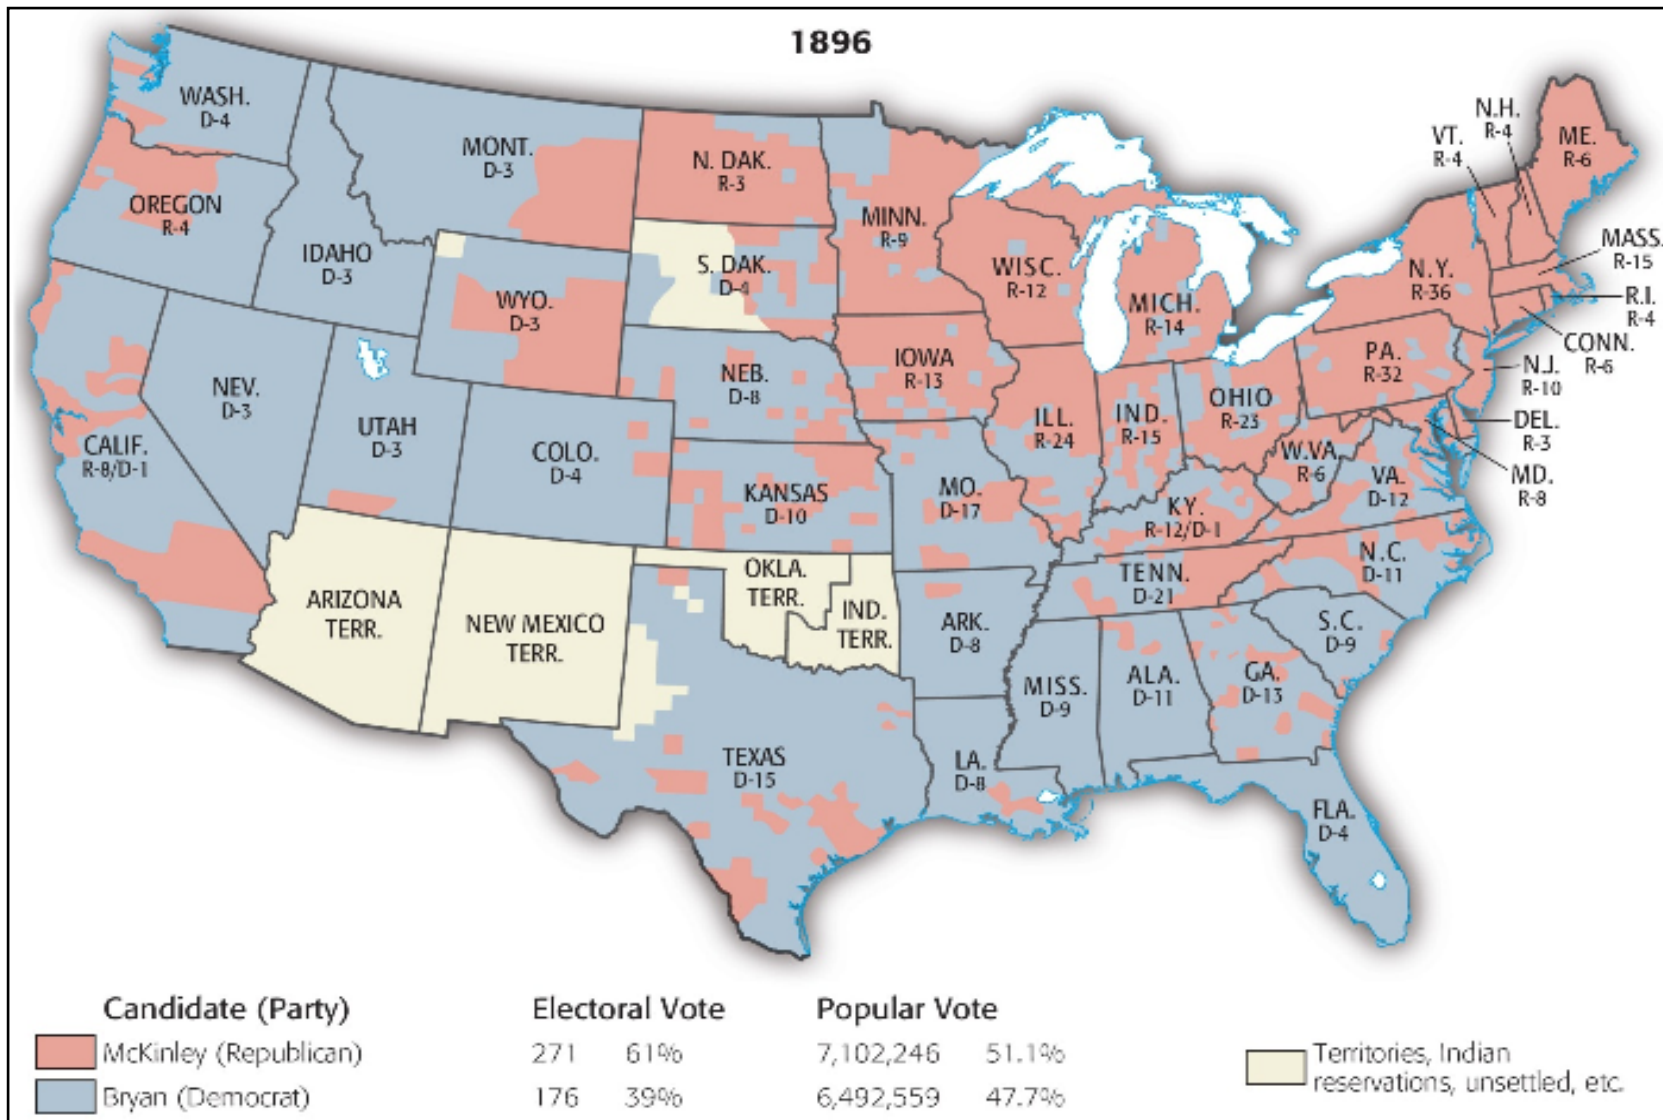 1896
WASH.
D-4
OREGON
R-4
CALIF.
R-8/D-1
IDAHO
D-3
NEV.
D-3
MONT.
D-3
WYO.
D-3
UTAH
D-3
COLO.
D-4
ARIZONA
TERR.
NEW MEXICO
TERR.
N. DAK.
R-3
S. DAK.
D-4
NEB.
D-8
KANSAS
D-10
OKLA.
TERR.
IND.
TERR.
TEXAS
D-15
MINN.
R-9
IOWA
R-13
MO.
D-17
ARK.
D-8
LA.
D-8
WISC.
R-12
ILL.
R-24
MICH.
R-14
IND.
R-15
OHIO
R-23
KY.
R-12/D-1
TENN.
D-21
MISS.
D-9
ALA.
D-11
GA.
D-13
FLA.
D-4
S.C.
D-9
N.C.
D-11
VA.
D-12
W.VA.
R-6
PA.
R-32
N.Y.
R-36
VT.
R-4
N.H.
R-4
ME.
R-6
MASS.
R-15
R.I.
R-4
CONN.
R-6
N.J.
R-10
DEL.
R-3
MD.
R-8
Candidate (Party) Electoral Vote Popular Vote
McKinley (Republican) 271 61% 7,102,246 51.1%
Bryan (Democrat) 176 39% 6,492,559 47.7%
Territories, Indian
reservations, unsettled, etc.